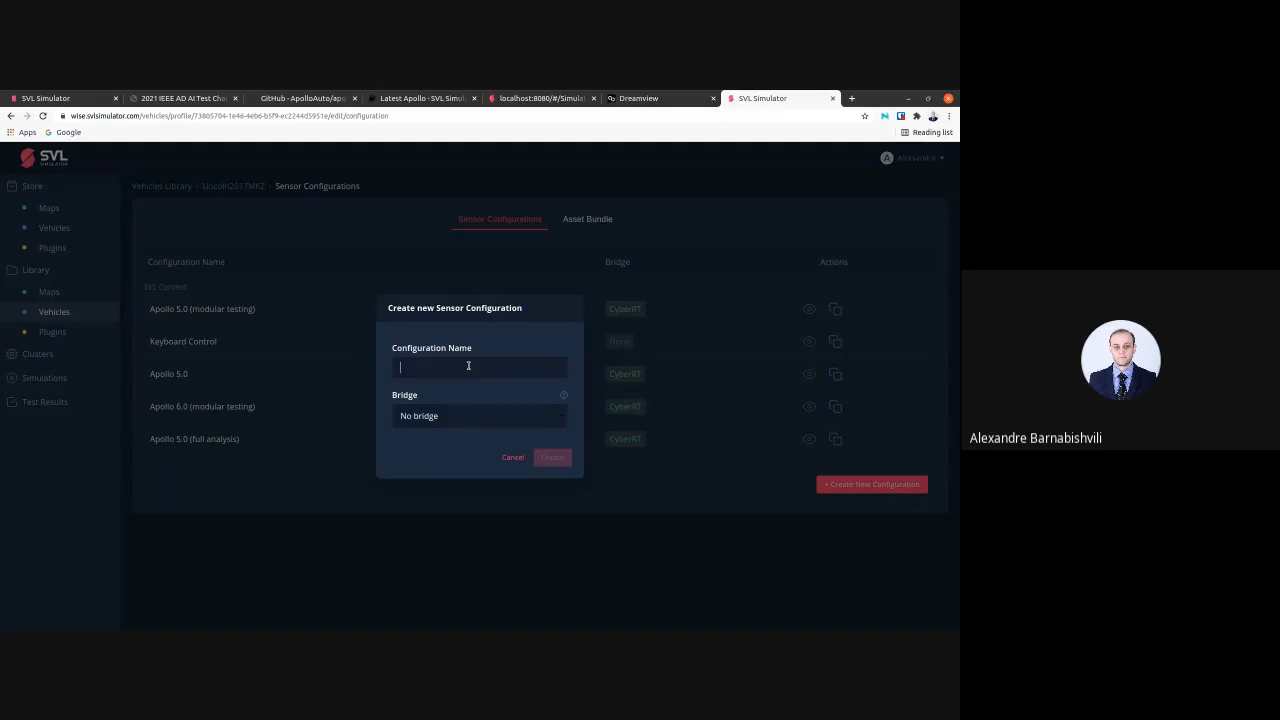 SVL Simulator
2021 IEEE AD AI Test Cha
GitHub - ApolloAuto/apo
Latest Apollo - SVL Simul
localhost:8080/#/Simula
Dreamview
SVL Simulator
wise.svlsimulator.com/vehicles/profile/73805704-1e46-4eb6-b5f9-ec2244d5951e/edit/configuration
Apps
Google
Reading list
SVL
SIMULATOR
A
Aleksandre
Store
Maps
Vehicles
Plugins
Library
Maps
Vehicles
Plugins
Clusters
Simulations
Test Results
Vehicles Library > Lincoln2017MKZ > Sensor Configurations
Sensor Configurations
Asset Bundle
Configuration Name
Bridge
Actions
SVL Content
Apollo 5.0 (modular testing)
CyberRT
Keyboard Control
None
Apollo 5.0
CyberRT
Apollo 6.0 (modular testing)
CyberRT
Apollo 5.0 (full analysis)
CyberRT
+ Create New Configuration
Create new Sensor Configuration
Configuration Name
Bridge
No bridge
Cancel
Create
Alexandre Barnabishvili